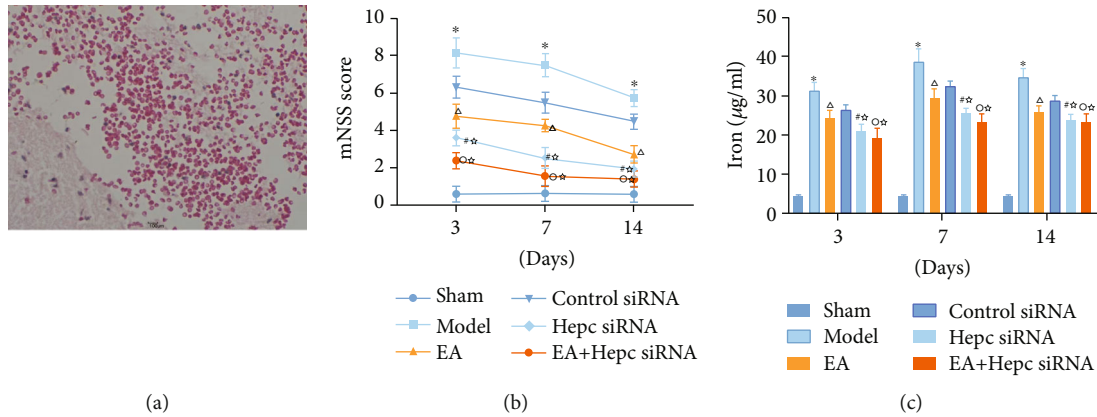 100μm
(a)
mNSS score
10
8
6
4
2
0
* * *
△ △ △
#☆ #☆ #☆
○☆ ○☆ ○☆
3 7 14
(Days)
Sham Control siRNA
Model Hepc siRNA
EA EA+Hepc siRNA
(b)
Iron (μg/ml)
50
40
30
20
10
0
* * *
△ △ △
#☆ #☆ #☆
○☆ ○☆ ○☆
3 7 14
(Days)
Sham Control siRNA
Model Hepc siRNA
EA EA+Hepc siRNA
(c)